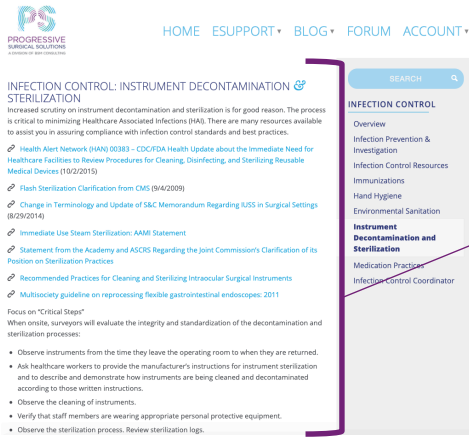 PS
PROGRESSIVE
SURGICAL SOLUTIONS
A DIVISION OF BSM CONSULTING
HOME ESUPPORT BLOG FORUM ACCOUNT
INFECTION CONTROL: INSTRUMENT DECONTAMINATION &
STERILIZATION
Increased scrutiny on instrument decontamination and sterilization is for good reason. The process
is critical to minimizing Healthcare Associated Infections (HAI). There are many resources available
to assist you in assuring compliance with infection control standards and best practices.
Health Alert Network (HAN) 00383 – CDC/FDA Health Update about the Immediate Need for
Healthcare Facilities to Review Procedures for Cleaning, Disinfecting, and Sterilizing Reusable
Medical Devices (10/2/2015)
Flash Sterilization Clarification from CMS (9/4/2009)
Change in Terminology and Update of S&C Memorandum Regarding IUSS in Surgical Settings
(8/29/2014)
Immediate Use Steam Sterilization: AAMI Statement
Statement from the Academy and ASCRS Regarding the Joint Commission's Clarification of its
Position on Sterilization Practices
Recommended Practices for Cleaning and Sterilizing Intraocular Surgical Instruments
Multisociety guideline on reprocessing flexible gastrointestinal endoscopes: 2011
Focus on "Critical Steps"
When onsite, surveyors will evaluate the integrity and standardization of the decontamination and
sterilization processes:
• Observe instruments from the time they leave the operating room to when they are returned.
• Ask healthcare workers to provide the manufacturer's instructions for instrument sterilization
and to describe and demonstrate how instruments are being cleaned and decontaminated
according to those written instructions.
• Observe the cleaning of instruments.
• Verify that staff members are wearing appropriate personal protective equipment.
• Observe the sterilization process. Review sterilization logs.
SEARCH
INFECTION CONTROL
Overview
Infection Prevention &
Investigation
Infection Control Resources
Immunizations
Hand Hygiene
Environmental Sanitation
Instrument
Decontamination and
Sterilization
Medication Practices
Infection Control Coordinator